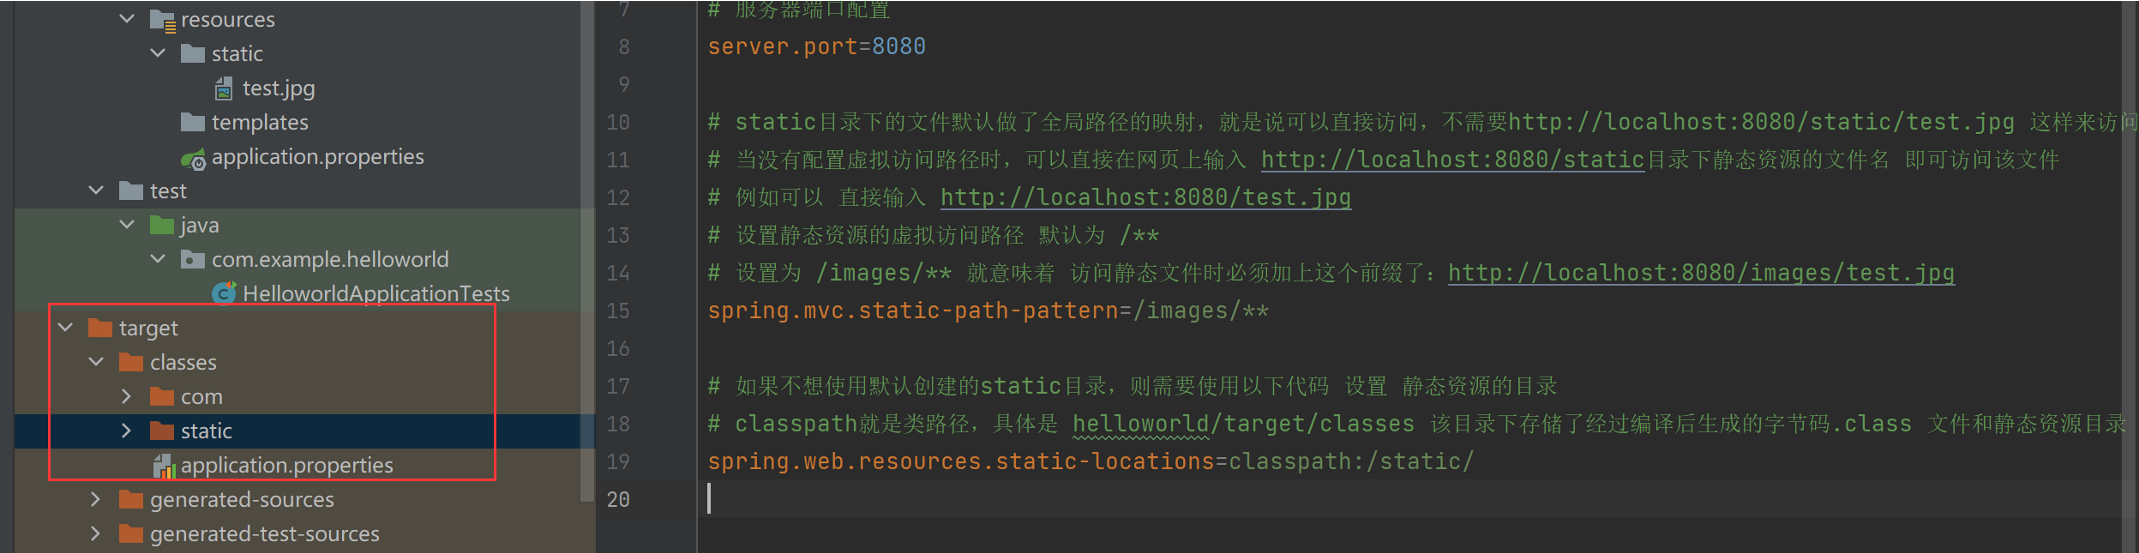 resources
static
test.jpg
templates
application.properties
test
java
com.example.helloworld
HelloworldApplicationTests
target
classes
com
static
application.properties
generated-sources
generated-test-sources
7 # 服务器端口配置
8 server.port=8080
9
10 # static目录下的文件默认做了全局路径的映射，就是说可以直接访问，不需要http://localhost:8080/static/test.jpg 这样来访问
11 # 当没有配置虚拟访问路径时，可以直接在网页上输入 http://localhost:8080/static目录下静态资源的文件名 即可访问该文件
12 # 例如可以 直接输入 http://localhost:8080/test.jpg
13 # 设置静态资源的虚拟访问路径 默认为 /**
14 # 设置为 /images/** 就意味着 访问静态文件时必须加上这个前缀了：http://localhost:8080/images/test.jpg
15 spring.mvc.static-path-pattern=/images/**
16
17 # 如果不想使用默认创建的static目录，则需要使用以下代码 设置 静态资源的目录
18 # classpath就是类路径，具体是 helloworld/target/classes 该目录下存储了经过编译后生成的字节码.class 文件和静态资源目录
19 spring.web.resources.static-locations=classpath:/static/
20